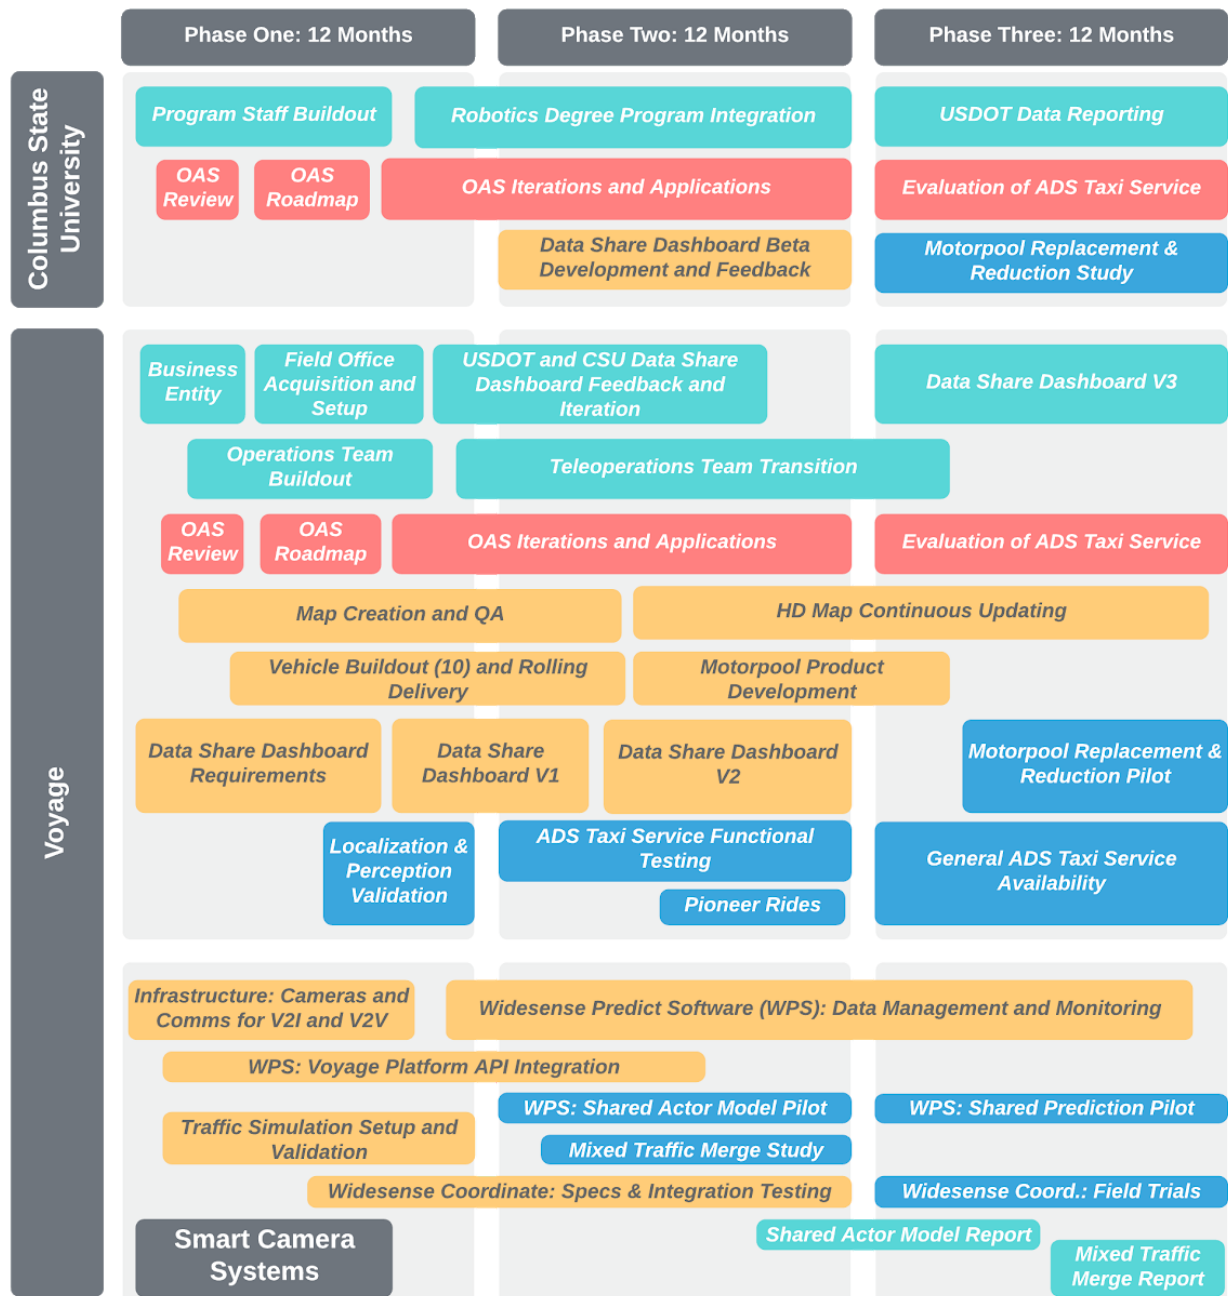 Phase One: 12 Months
Phase Two: 12 Months
Phase Three: 12 Months
Columbus State
University
Program Staff Buildout
Robotics Degree Program Integration
USDOT Data Reporting
OAS
Review
OAS
Roadmap
OAS Iterations and Applications
Evaluation of ADS Taxi Service
Data Share Dashboard Beta
Development and Feedback
Motorpool Replacement &
Reduction Study
Voyage
Business
Entity
Field Office
Acquisition and
Setup
USDOT and CSU Data Share
Dashboard Feedback and
Iteration
Data Share Dashboard V3
Operations Team
Buildout
Teleoperations Team Transition
OAS
Review
OAS
Roadmap
OAS Iterations and Applications
Evaluation of ADS Taxi Service
Map Creation and QA
HD Map Continuous Updating
Vehicle Buildout (10) and Rolling
Delivery
Motorpool Product
Development
Data Share Dashboard
Requirements
Data Share
Dashboard V1
Data Share Dashboard
V2
Motorpool Replacement &
Reduction Pilot
Localization &
Perception
Validation
ADS Taxi Service Functional
Testing
Pioneer Rides
General ADS Taxi Service
Availability
Infrastructure: Cameras and
Comms for V2I and V2V
Widesense Predict Software (WPS): Data Management and Monitoring
WPS: Voyage Platform API Integration
WPS: Shared Actor Model Pilot
WPS: Shared Prediction Pilot
Traffic Simulation Setup and
Validation
Mixed Traffic Merge Study
Widesense Coordinate: Specs & Integration Testing
Widesense Coord.: Field Trials
Smart Camera
Systems
Shared Actor Model Report
Mixed Traffic
Merge Report